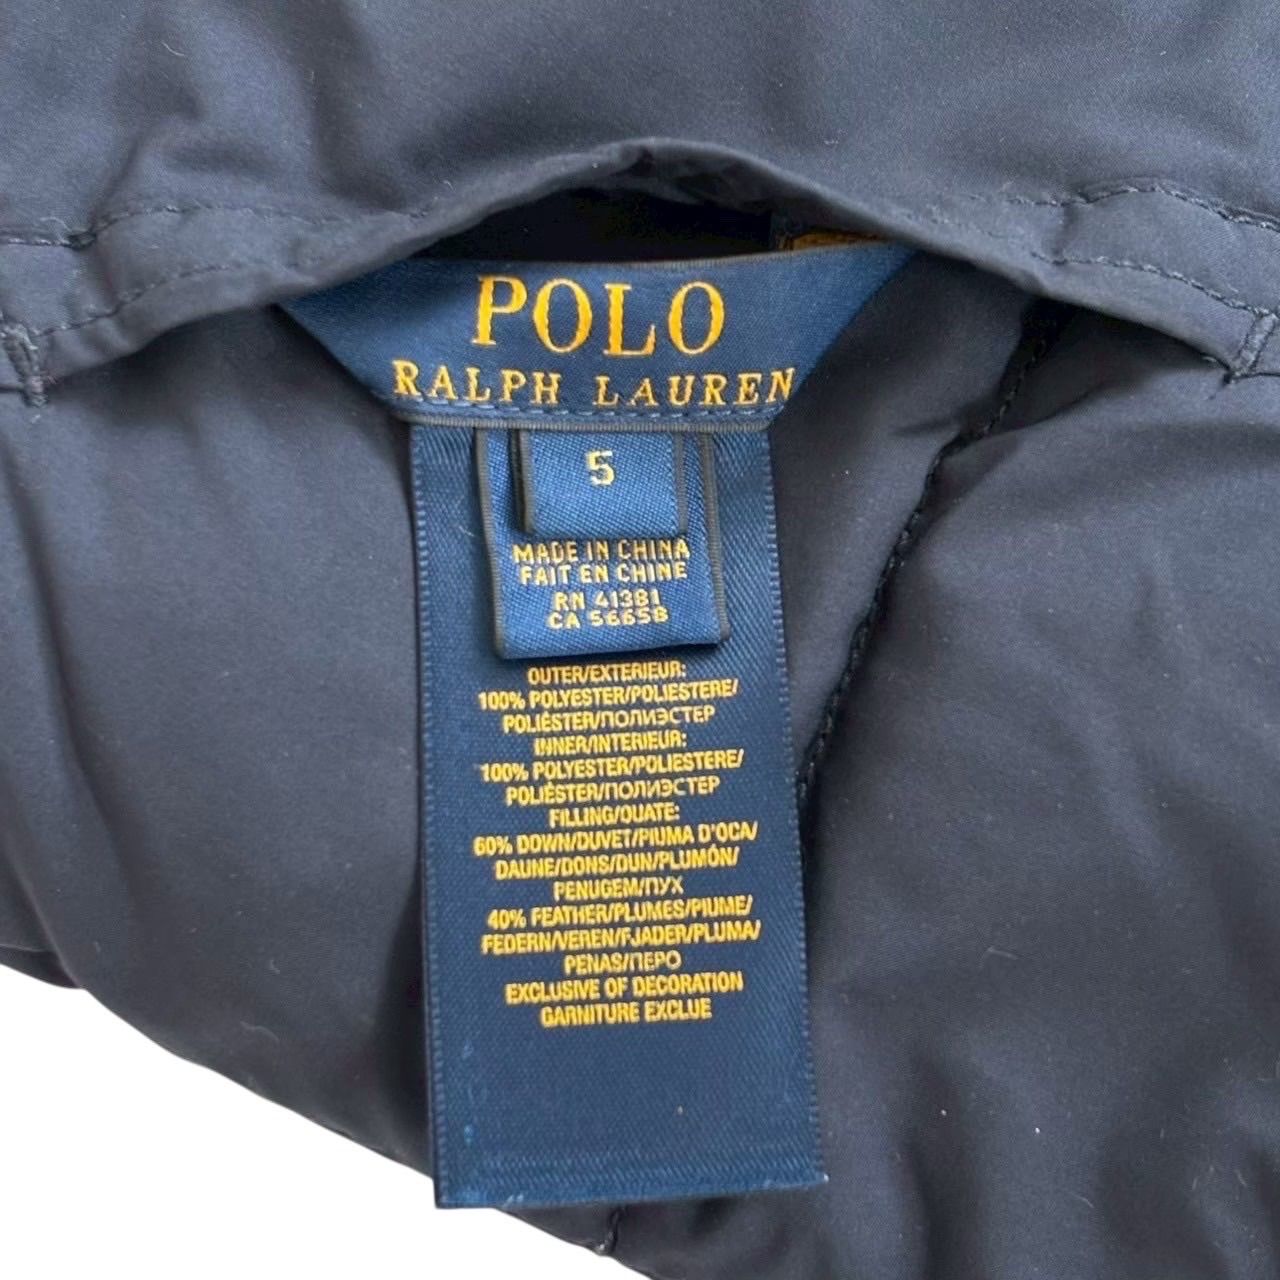 POLO
RALPH LAUREN
5
MADE IN CHINA
FAIT EN CHINE
RN 41381
CA 56658
OUTER/EXTERIEUR:
100% POLYESTER/POLIESTERE/
POLIÉSTER/ПОЛИЭСТЕР
INNER/INTERIEUR:
100% POLYESTER/POLIESTERE/
POLIÉSTER/ПОЛИЭСТЕР
FILLING/OUATE:
60% DOWN/DUVET/PIUMA D'OCA/
DAUNE/DONS/DUN/PLUMÓN/
PENUGEM/ПУХ
40% FEATHER/PLUMES/PIUME/
FEDERN/VEREN/FJADER/PLUMA/
PENAS/ПЕРО
EXCLUSIVE OF DECORATION
GARNITURE EXCLUE